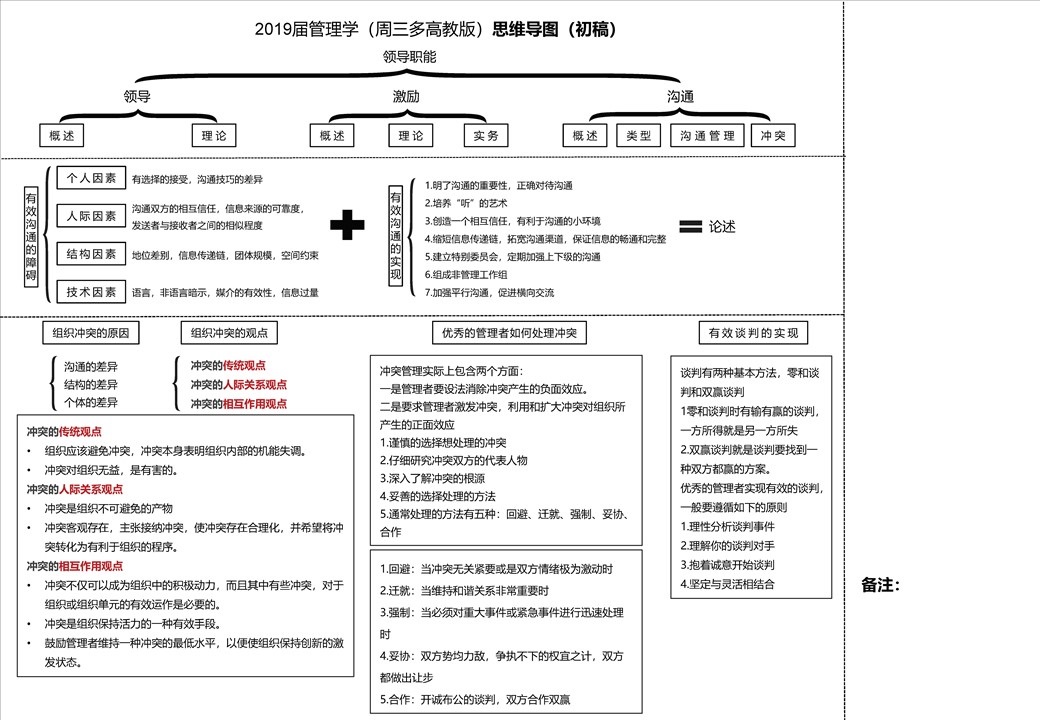 2019届管理学（周三多高教版）思维导图（初稿）
领导职能
领导
激励
沟通
概述
理论
概述
理论
实务
概述
类型
沟通管理
冲突
有效沟通的障碍
个人因素
有选择的接受，沟通技巧的差异
人际因素
沟通双方的相互信任，信息来源的可靠度，
发送者与接收者之间的相似程度
结构因素
地位差别，信息传递链，团体规模，空间约束
技术因素
语言，非语言暗示，媒介的有效性，信息过量
有效沟通的实现
1.明了沟通的重要性，正确对待沟通
2.培养“听”的艺术
3.创造一个相互信任，有利于沟通的小环境
4.缩短信息传递链，拓宽沟通渠道，保证信息的畅通和完整
5.建立特别委员会，定期加强上下级的沟通
6.组成非管理工作组
7.加强平行沟通，促进横向交流
论述
组织冲突的原因
沟通的差异
结构的差异
个体的差异
组织冲突的观点
冲突的传统观点
冲突的人际关系观点
冲突的相互作用观点
冲突的传统观点
• 组织应该避免冲突，冲突本身表明组织内部的机能失调。
• 冲突对组织无益，是有害的。
冲突的人际关系观点
• 冲突是组织不可避免的产物
• 冲突客观存在，主张接纳冲突，使冲突存在合理化，并希望将冲
突转化为有利于组织的程序。
冲突的相互作用观点
• 冲突不仅可以成为组织中的积极动力，而且其中有些冲突，对于
组织或组织单元的有效运作是必要的。
• 冲突是组织保持活力的一种有效手段。
• 鼓励管理者维持一种冲突的最低水平，以便使组织保持创新的激
发状态。
优秀的管理者如何处理冲突
冲突管理实际上包含两个方面：
一是管理者要设法消除冲突产生的负面效应。
二是要求管理者激发冲突，利用和扩大冲突对组织所
产生的正面效应
1.谨慎的选择想处理的冲突
2.仔细研究冲突双方的代表人物
3.深入了解冲突的根源
4.妥善的选择处理的方法
5.通常处理的方法有五种：回避、迁就、强制、妥协、
合作
1.回避：当冲突无关紧要或是双方情绪极为激动时
2.迁就：当维持和谐关系非常重要时
3.强制：当必须对重大事件或紧急事件进行迅速处理
时
4.妥协：双方势均力敌，争执不下的权宜之计，双方
都做出让步
5.合作：开诚布公的谈判，双方合作双赢
有效谈判的实现
谈判有两种基本方法，零和谈
判和双赢谈判
1零和谈判时有输有赢的谈判，
一方所得就是另一方所失
2.双赢谈判就是谈判要找到一
种双方都赢的方案。
优秀的管理者实现有效的谈判，
一般要遵循如下的原则
1.理性分析谈判事件
2.理解你的谈判对手
3.抱着诚意开始谈判
4.坚定与灵活相结合
备注：